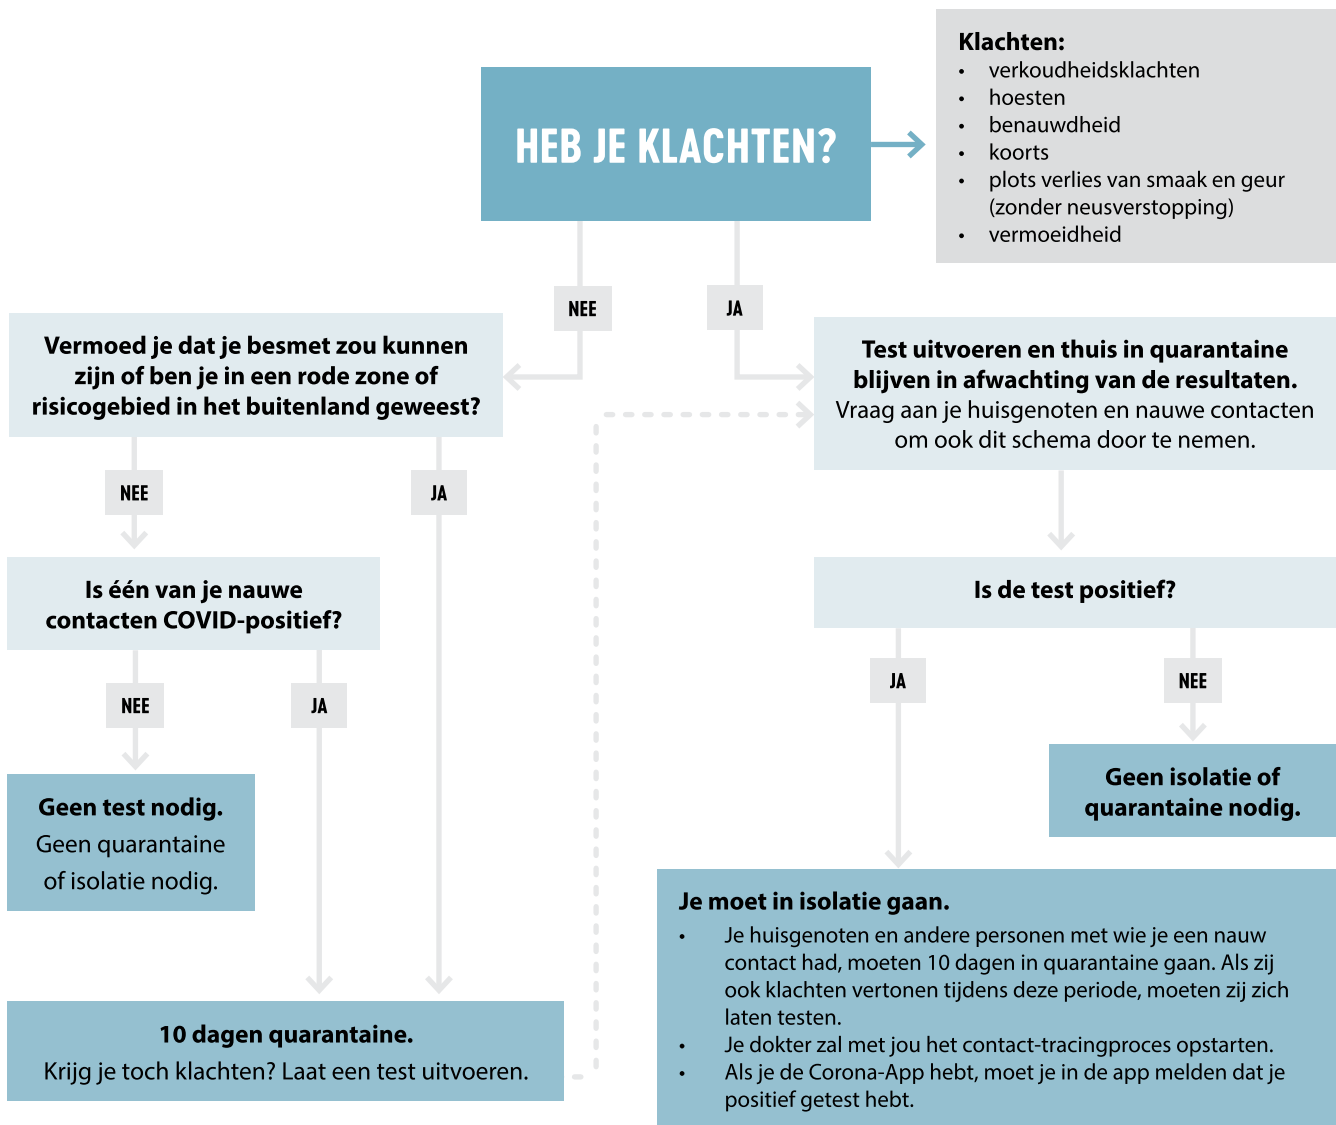 HEB JE KLACHTEN?
Klachten:
• verkoudheidsklachten
• hoesten
• benauwdheid
• koorts
• plots verlies van smaak en geur
(zonder neusverstopping)
• vermoeidheid
NEE
JA
Vermoed je dat je besmet zou kunnen
zijn of ben je in een rode zone of
risicogebied in het buitenland geweest?
Test uitvoeren en thuis in quarantaine
blijven in afwachting van de resultaten.
Vraag aan je huisgenoten en nauwe contacten
om ook dit schema door te nemen.
NEE
JA
Is één van je nauwe
contacten COVID-positief?
Is de test positief?
NEE
JA
JA
NEE
Geen test nodig.
Geen quarantaine
of isolatie nodig.
Geen isolatie of
quarantaine nodig.
10 dagen quarantaine.
Krijg je toch klachten? Laat een test uitvoeren.
Je moet in isolatie gaan.
• Je huisgenoten en andere personen met wie je een nauw
contact had, moeten 10 dagen in quarantaine gaan. Als zij
ook klachten vertonen tijdens deze periode, moeten zij zich
laten testen.
• Je dokter zal met jou het contact-tracingproces opstarten.
• Als je de Corona-App hebt, moet je in de app melden dat je
positief getest hebt.